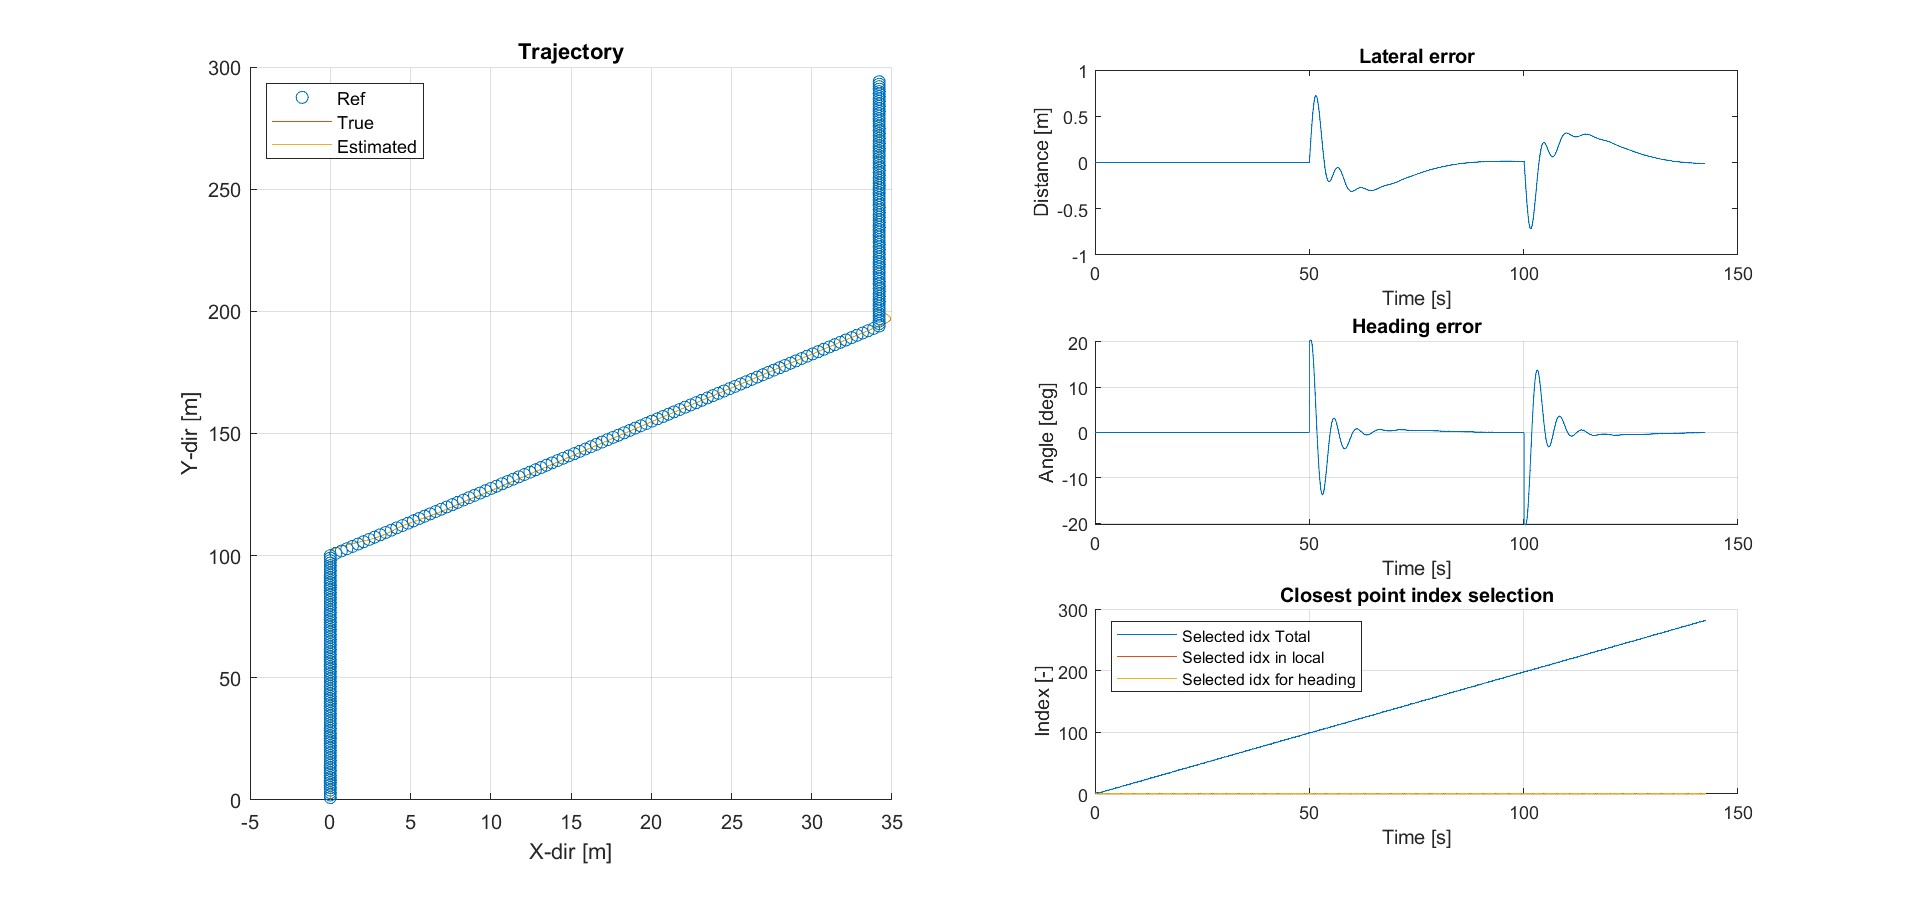 Trajectory
300
250
200
150
100
50
0
Y-dir [m]
-5
0
5
10
15
20
25
30
35
X-dir [m]
Ref
True
Estimated
Lateral error
1
0.5
0
-0.5
-1
Distance [m]
0
50
100
150
Time [s]
Heading error
20
10
0
-10
-20
Angle [deg]
0
50
100
150
Time [s]
Closest point index selection
300
200
100
0
Index [-]
Selected idx Total
Selected idx in local
Selected idx for heading
0
50
100
150
Time [s]